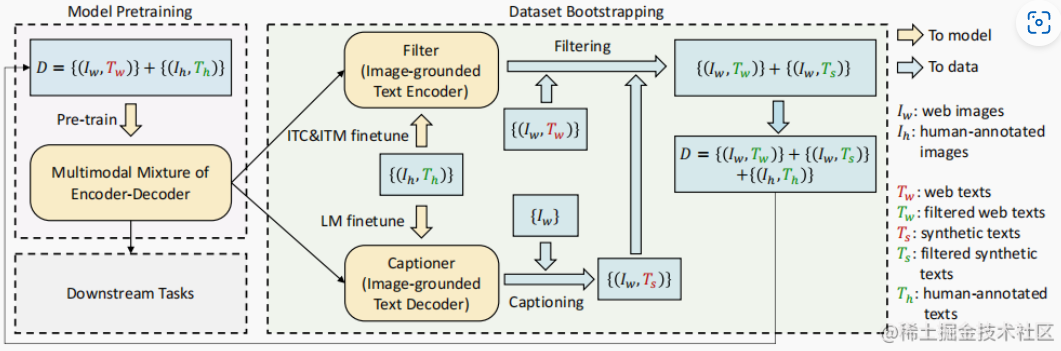 Model Pretraining
D = {(I_w, T_w)} + {(I_h, T_h)}
Pre-train
Multimodal Mixture of
Encoder-Decoder
Downstream Tasks
Dataset Bootstrapping
Filter
(Image-grounded
Text Encoder)
Filtering
ITC&ITM finetune
{(I_w, T_w)}
{(I_h, T_h)}
LM finetune
{I_w}
Captioner
(Image-grounded
Text Decoder)
Captioning
{(I_w, T_s)}
{(I_w, T_w)} + {(I_w, T_s)}
D = {(I_w, T_w)} + {(I_w, T_s)}
+{(I_h, T_h)}
To model
To data
I_w: web images
I_h: human-annotated
images
T_w: web texts
T_w: filtered web texts
T_s: synthetic texts
T_s: filtered synthetic
texts
T_h: human-annotated
texts
@稀土掘金技术社区